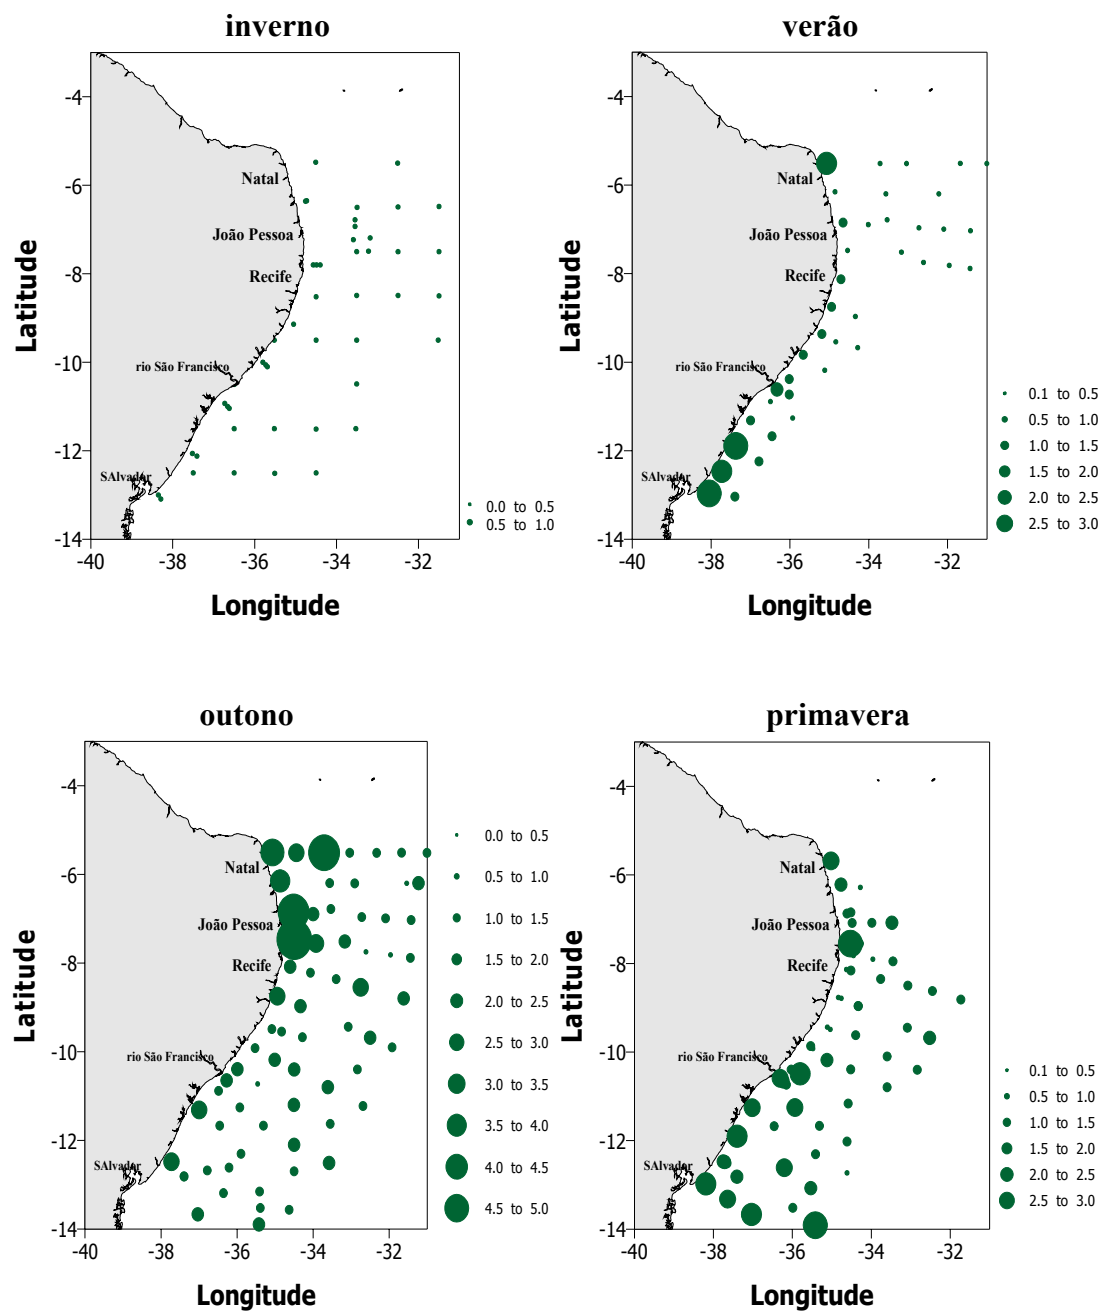 inverno
-4
-6
-8
-10
-12
-14
Latitude
Natal
João Pessoa
Recife
rio São Francisco
SAlvador
0.0 to 0.5
0.5 to 1.0
-40 -38 -36 -34 -32
Longitude
verão
-4
-6
-8
-10
-12
-14
Latitude
Natal
João Pessoa
Recife
rio São Francisco
SAlvador
0.1 to 0.5
0.5 to 1.0
1.0 to 1.5
1.5 to 2.0
2.0 to 2.5
2.5 to 3.0
-40 -38 -36 -34 -32
Longitude
outono
-4
-6
-8
-10
-12
-14
Latitude
Natal
João Pessoa
Recife
rio São Francisco
SAlvador
0.0 to 0.5
0.5 to 1.0
1.0 to 1.5
1.5 to 2.0
2.0 to 2.5
2.5 to 3.0
3.0 to 3.5
3.5 to 4.0
4.0 to 4.5
4.5 to 5.0
-40 -38 -36 -34 -32
Longitude
primavera
-4
-6
-8
-10
-12
-14
Latitude
Natal
João Pessoa
Recife
rio São Francisco
SAlvador
0.1 to 0.5
0.5 to 1.0
1.0 to 1.5
1.5 to 2.0
2.0 to 2.5
2.5 to 3.0
-40 -38 -36 -34 -32
Longitude